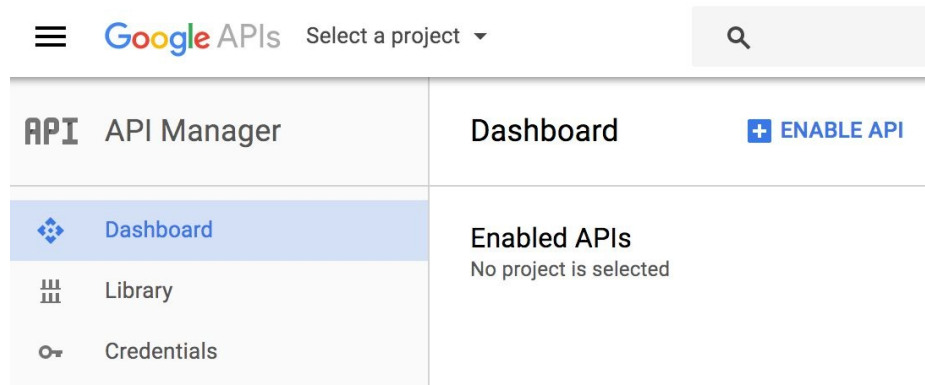 Google APIs Select a project
API API Manager
Dashboard ENABLE API
Dashboard
Library
Credentials
Enabled APIs
No project is selected